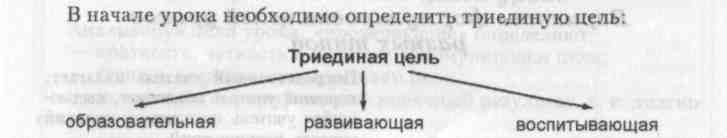 В начале урока необходимо определить триединую цель:
Триединая цель
образовательная развивающая воспитывающая